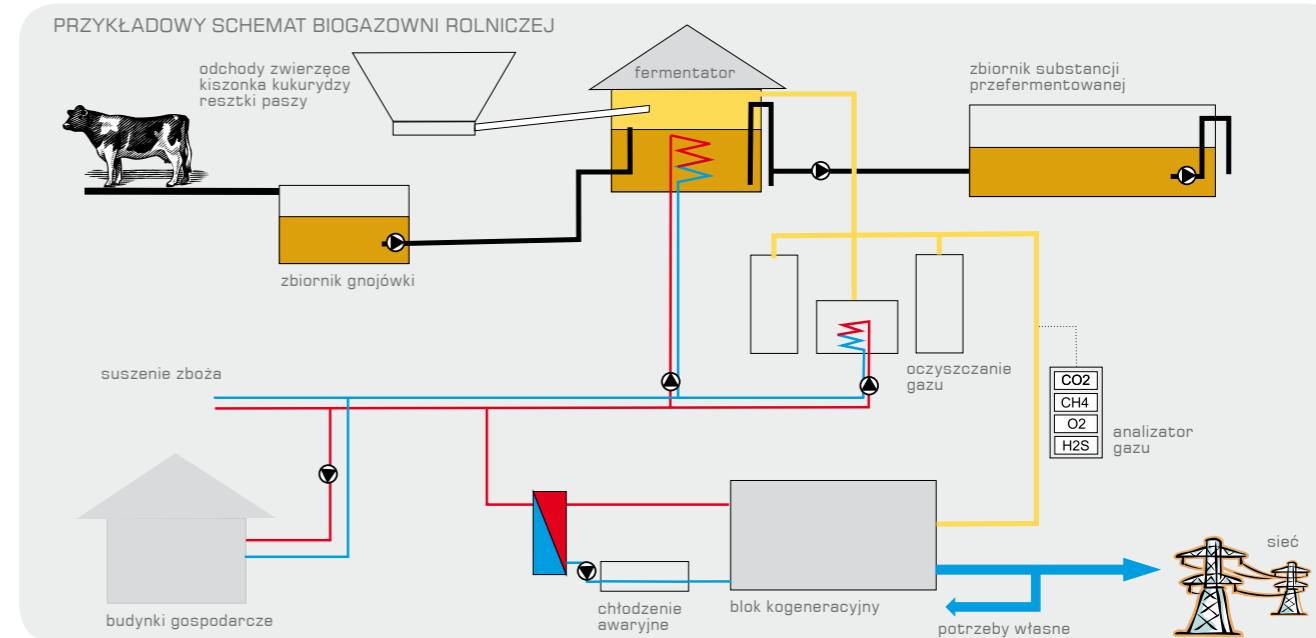 PRZYKŁADOWY SCHEMAT BIOGAZOWNI ROLNICZEJ
odchody zwierzęce
kiszonka kukurydzy
resztki paszy
fermentator
zbiornik substancji
przefermentowanej
zbiornik gnojówki
suszenie zboża
oczyszczanie
gazu
CO2
CH4
O2
H2S
analizator
gazu
budynki gospodarcze
chłodzenie
awaryjne
blok kogeneracyjny
potrzeby własne
sieć